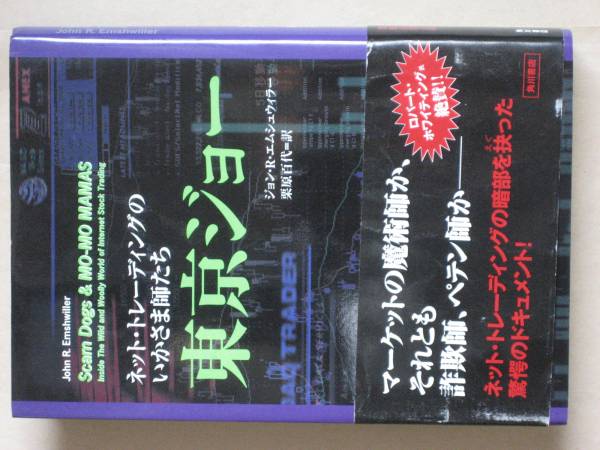 John R. Emshwiller
John R. Emshwiller
Scam Dogs & MO-MO MAMAS
Inside The Wild and Woolly World of Internet Stock Trading
ネット・トレーディングの
いかさま師たち
東京ジョー
ジョン・R・エムシュウィラー
栗原百代=訳
AMEX
TRADER
ロバート・
ホワイティング氏
絶賛!!
角川書店
マーケットの魔術師か、
それとも
詐欺師、ペテン師か――
ネット・トレーディングの暗部を抉った
えぐ
驚愕のドキュメント!